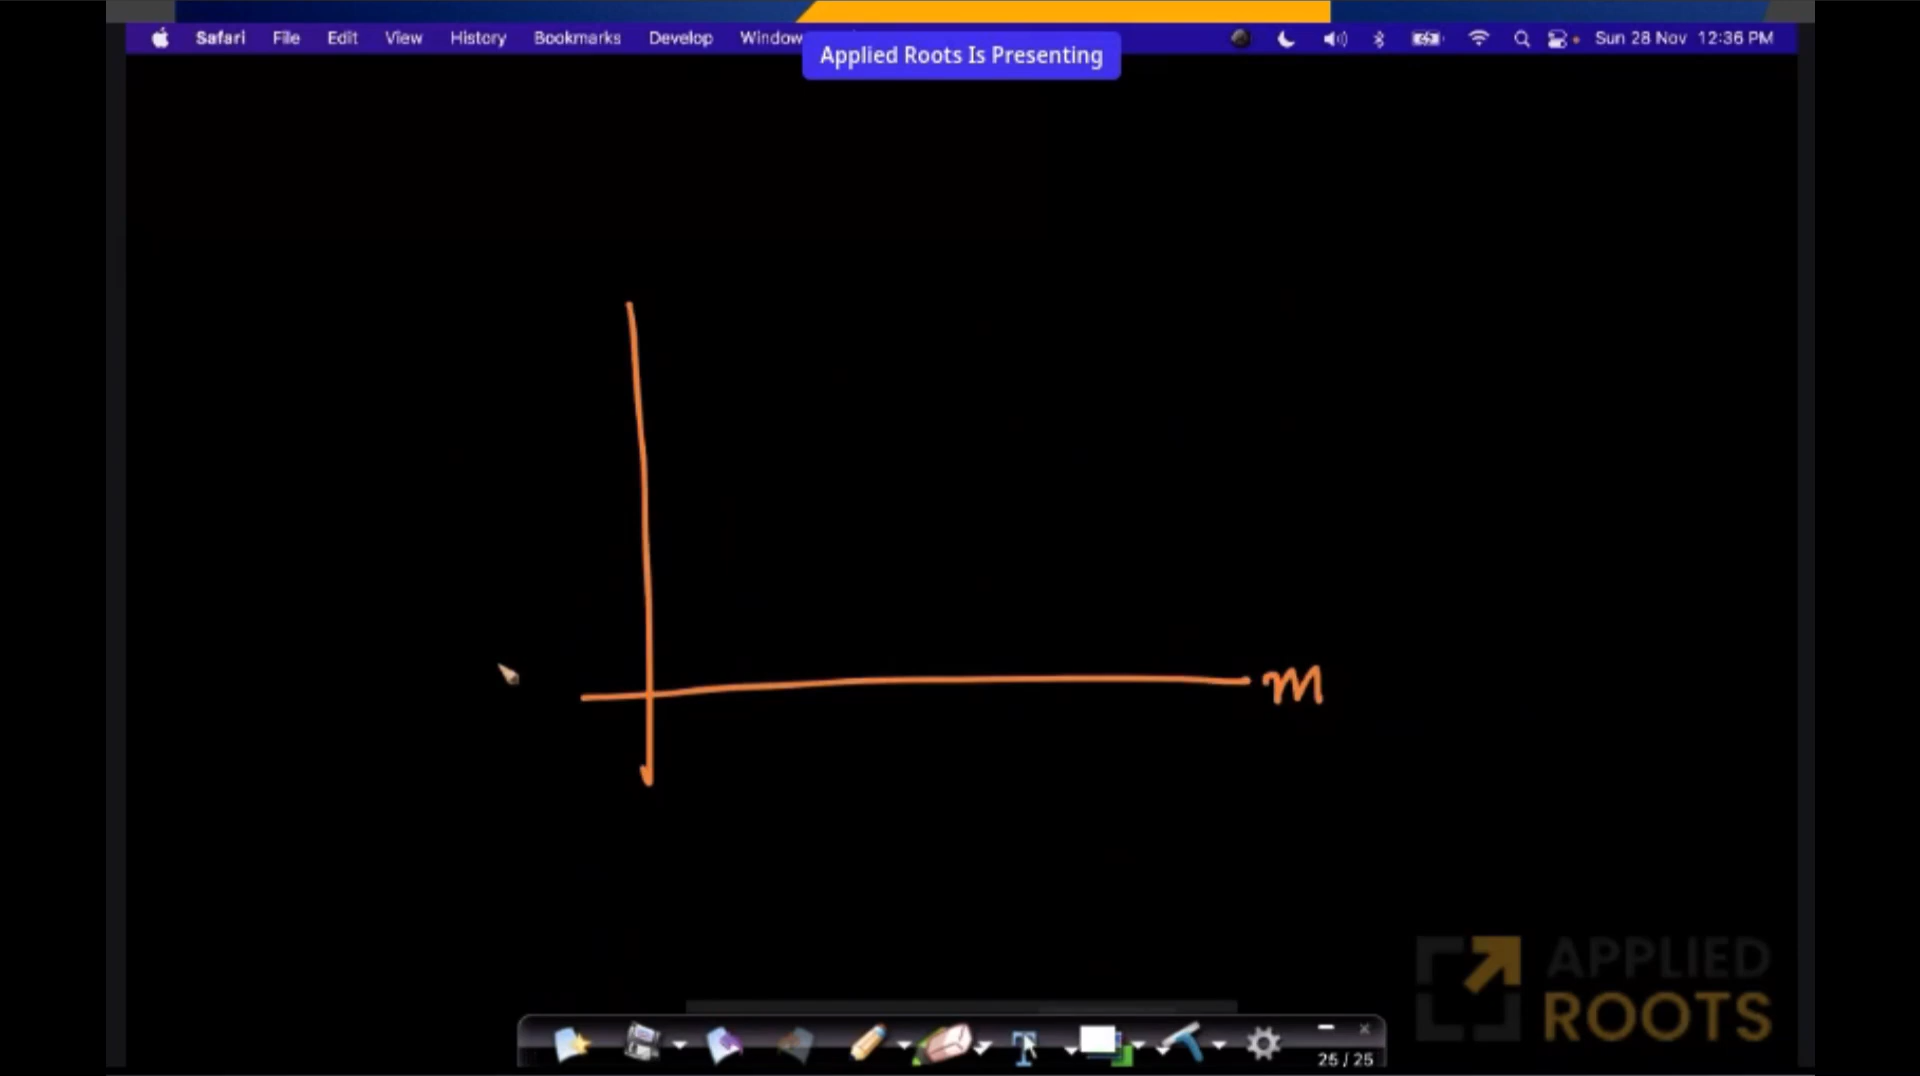 Safari File Edit View History Bookmarks Develop Window Sun 28 Nov 12:36 PM
Applied Roots Is Presenting
m
APPLIED
ROOTS
T
25 / 25